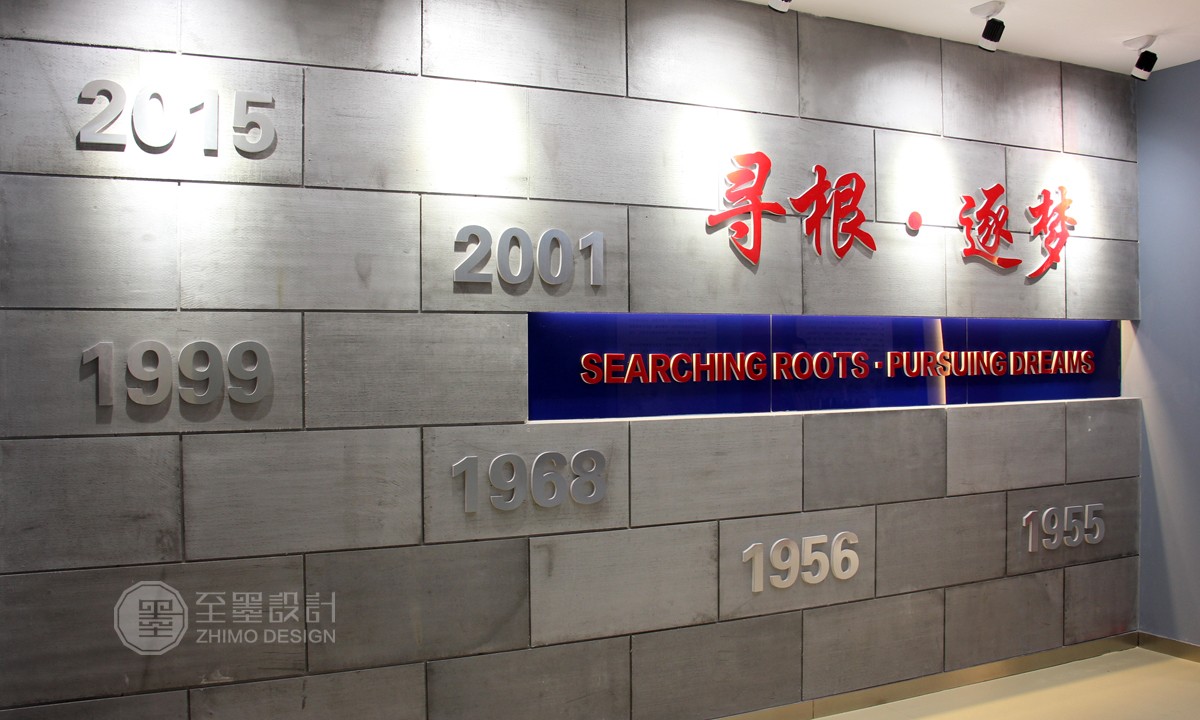 2015
寻根·逐梦
2001
SEARCHING ROOTS·PURSUING DREAMS
1999
1968
1956
1955
墨
至墨設計
ZHIMO DESIGN